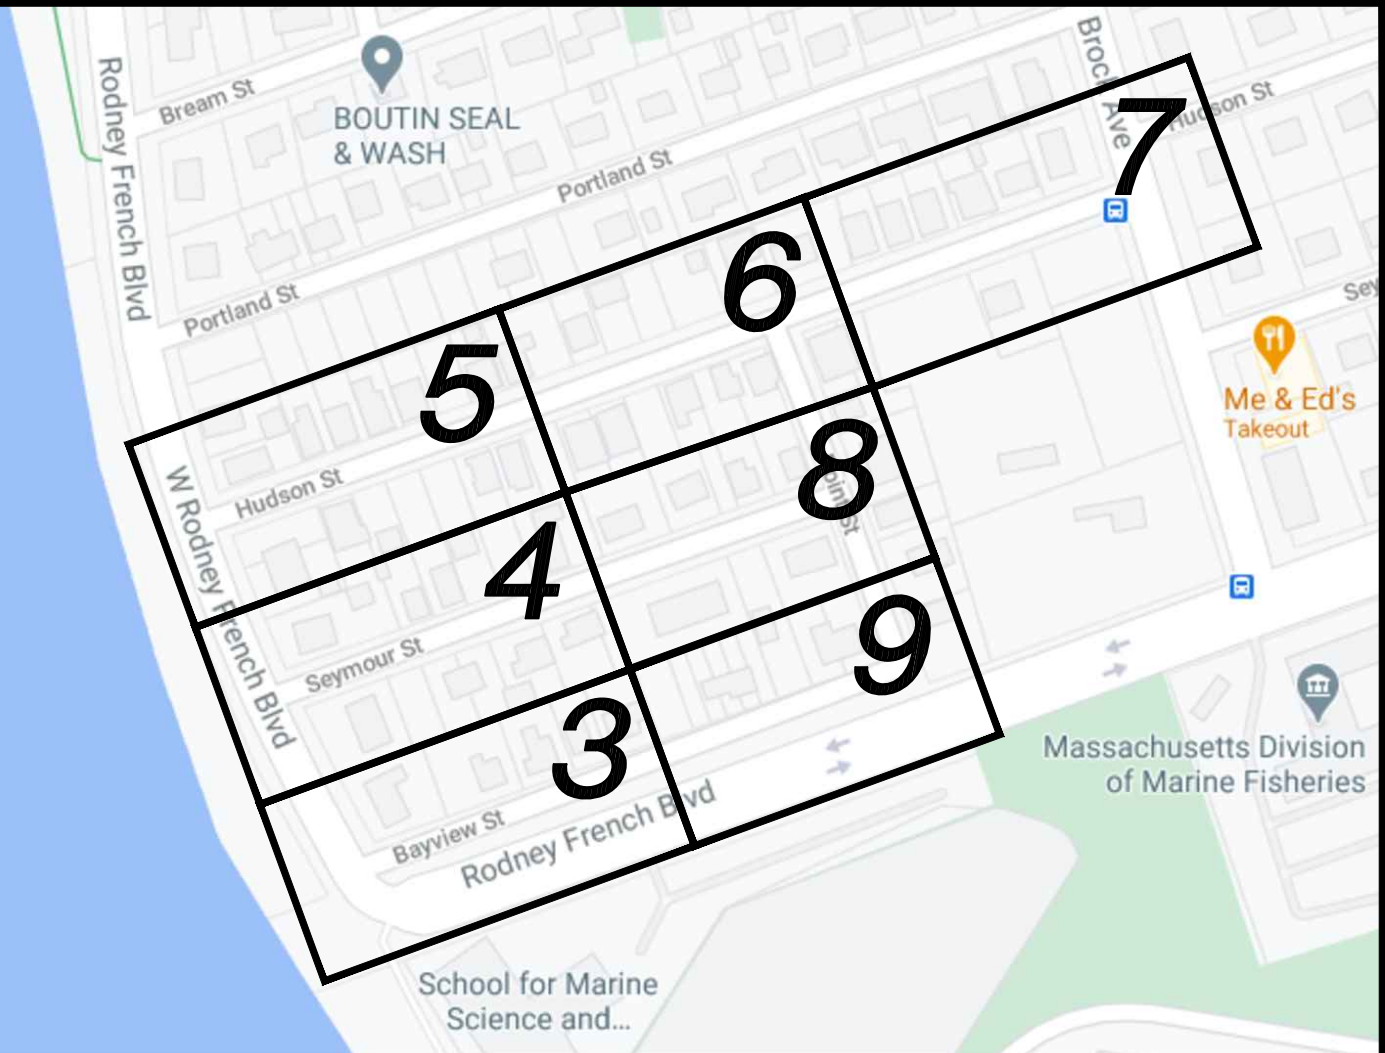 Rodney French Blvd
Bream St
BOUTIN SEAL
& WASH
Portland St
Portland St
Hudson St
7
6
5
Hudson St
W Rodney French Blvd
Me & Ed's
Takeout
8
4
Seymour St
9
3
Bayview St
Rodney French Blvd
Massachusetts Division
of Marine Fisheries
School for Marine
Science and...